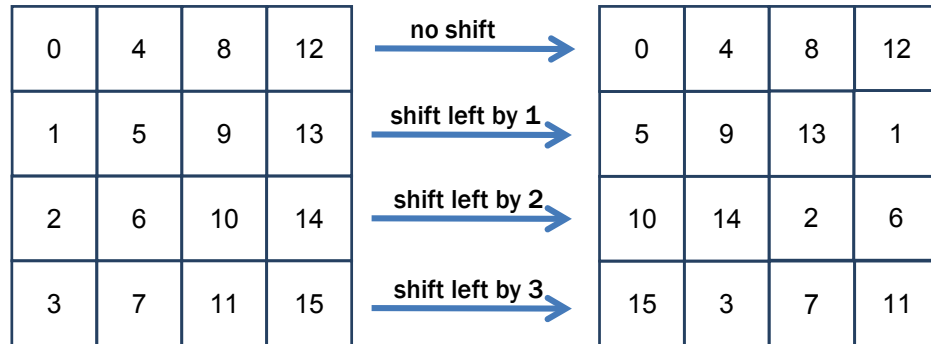 0 4 8 12 no shift 0 4 8 12
1 5 9 13 shift left by 1 5 9 13 1
2 6 10 14 shift left by 2 10 14 2 6
3 7 11 15 shift left by 3 15 3 7 11